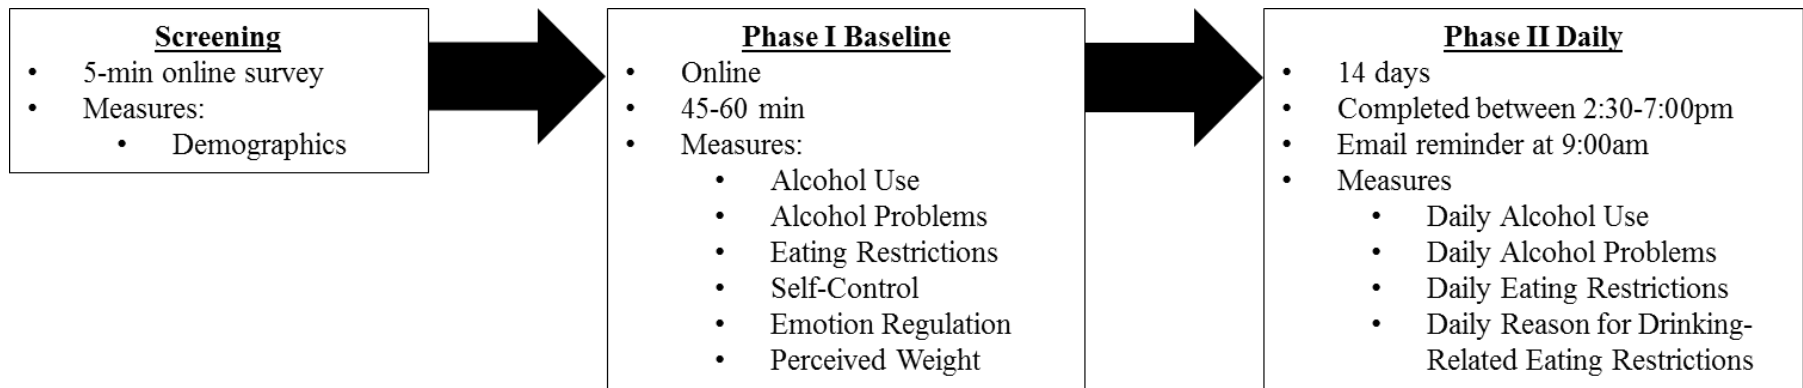 Screening
• 5-min online survey
• Measures:
• Demographics
Phase I Baseline
• Online
• 45-60 min
• Measures:
• Alcohol Use
• Alcohol Problems
• Eating Restrictions
• Self-Control
• Emotion Regulation
• Perceived Weight
Phase II Daily
• 14 days
• Completed between 2:30-7:00pm
• Email reminder at 9:00am
• Measures
• Daily Alcohol Use
• Daily Alcohol Problems
• Daily Eating Restrictions
• Daily Reason for Drinking-
Related Eating Restrictions